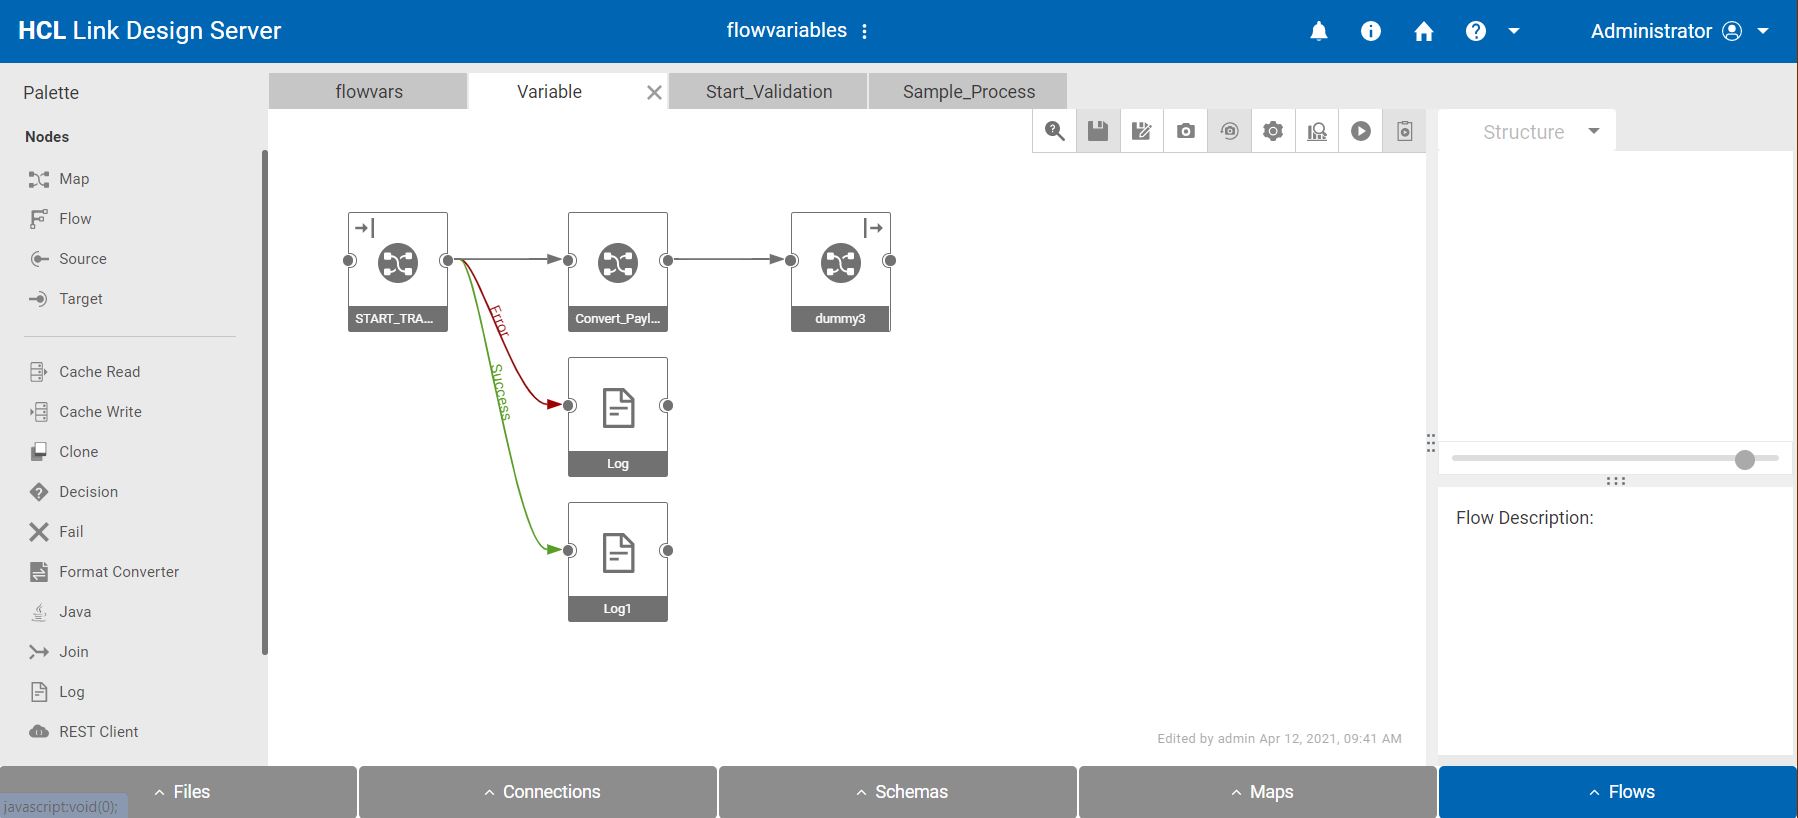 HCL Link Design Server
flowvariables
Administrator
Palette
Nodes
Map
Flow
Source
Target
Cache Read
Cache Write
Clone
Decision
Fail
Format Converter
Java
Join
Log
REST Client
flowvars
Variable
Start_Validation
Sample_Process
START_TRA...
Convert_Payl...
dummy3
Error
Success
Log
Log1
Edited by admin Apr 12, 2021, 09:41 AM
Structure
Flow Description:
Files
Connections
Schemas
Maps
Flows
javascript:void(0);